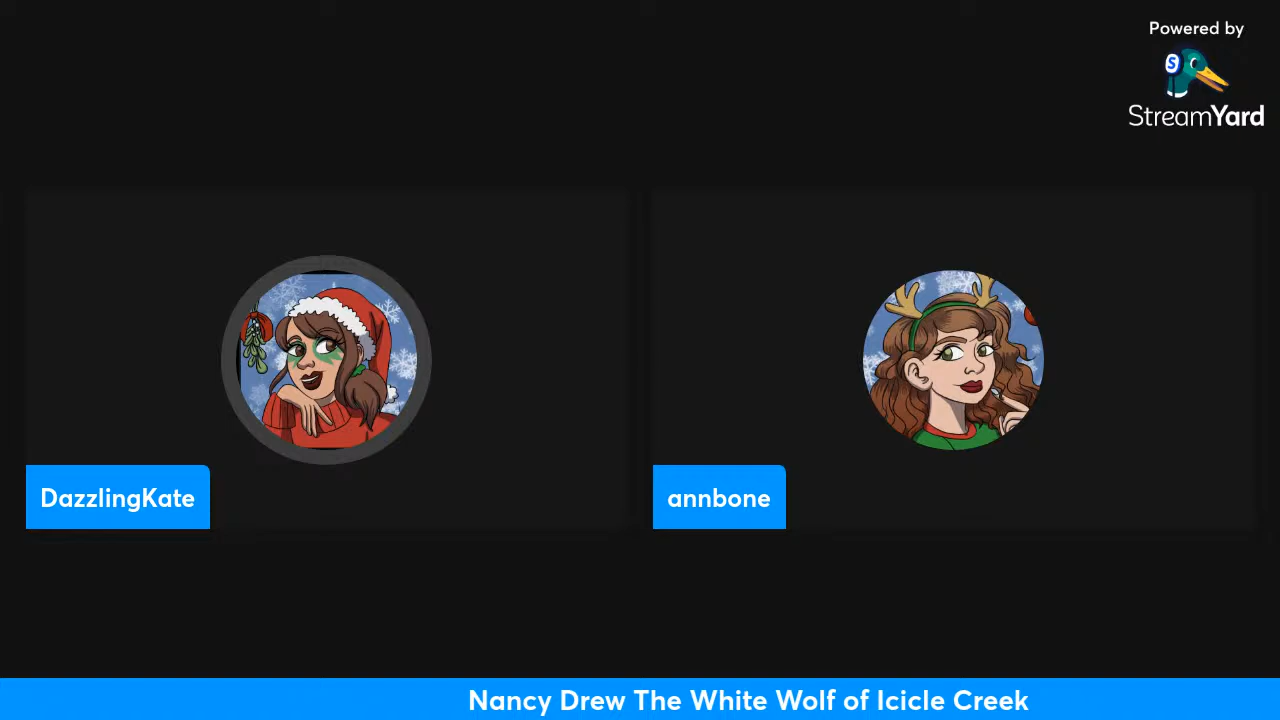 Powered by
S
StreamYard
DazzlingKate
annbone
Nancy Drew The White Wolf of Icicle Creek